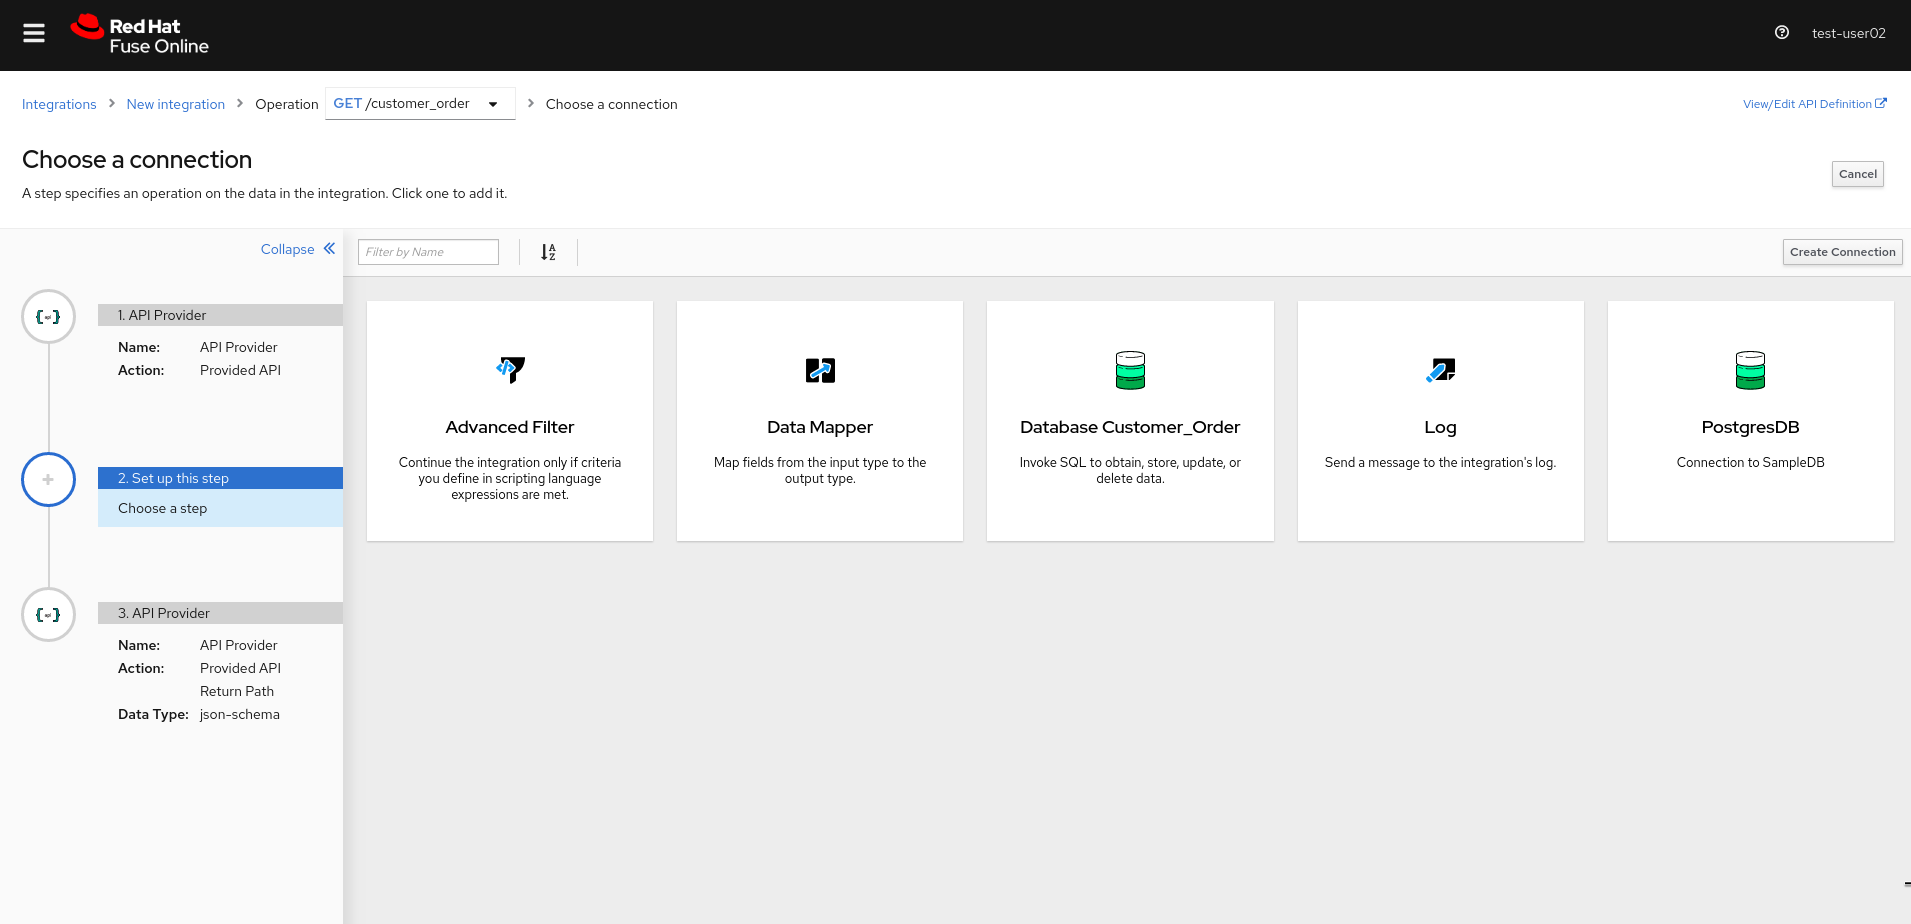 Red Hat
Fuse Online
test-user02
Integrations > New integration > Operation GET /customer_order > Choose a connection
View/Edit API Definition
Choose a connection
A step specifies an operation on the data in the integration. Click one to add it.
Cancel
Collapse
1. API Provider
Name: API Provider
Action: Provided API
2. Set up this step
Choose a step
3. API Provider
Name: API Provider
Action: Provided API
Return Path
Data Type: json-schema
Filter by Name
A
Z
Create Connection
Advanced Filter
Continue the integration only if criteria
you define in scripting language
expressions are met.
Data Mapper
Map fields from the input type to the
output type.
Database Customer_Order
Invoke SQL to obtain, store, update, or
delete data.
Log
Send a message to the integration's log.
PostgresDB
Connection to SampleDB